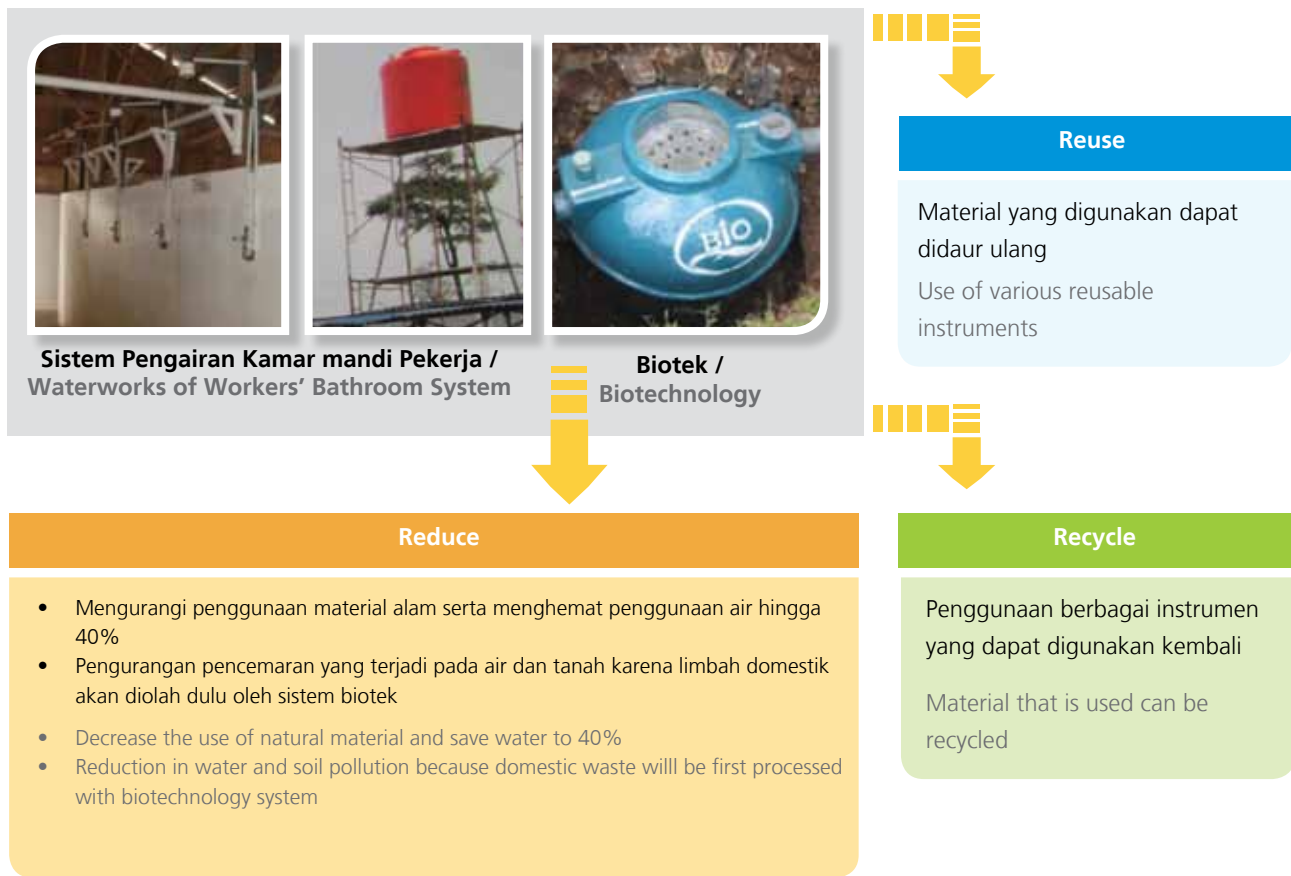 BIO
Sistem Pengairan Kamar mandi Pekerja /
Waterworks of Workers' Bathroom System
Biotek /
Biotechnology
Reuse
Material yang digunakan dapat
didaur ulang
Use of various reusable
instruments
Reduce
• Mengurangi penggunaan material alam serta menghemat penggunaan air hingga
40%
• Pengurangan pencemaran yang terjadi pada air dan tanah karena limbah domestik
akan diolah dulu oleh sistem biotek
• Decrease the use of natural material and save water to 40%
• Reduction in water and soil pollution because domestic waste willl be first processed
with biotechnology system
Recycle
Penggunaan berbagai instrumen
yang dapat digunakan kembali
Material that is used can be
recycled